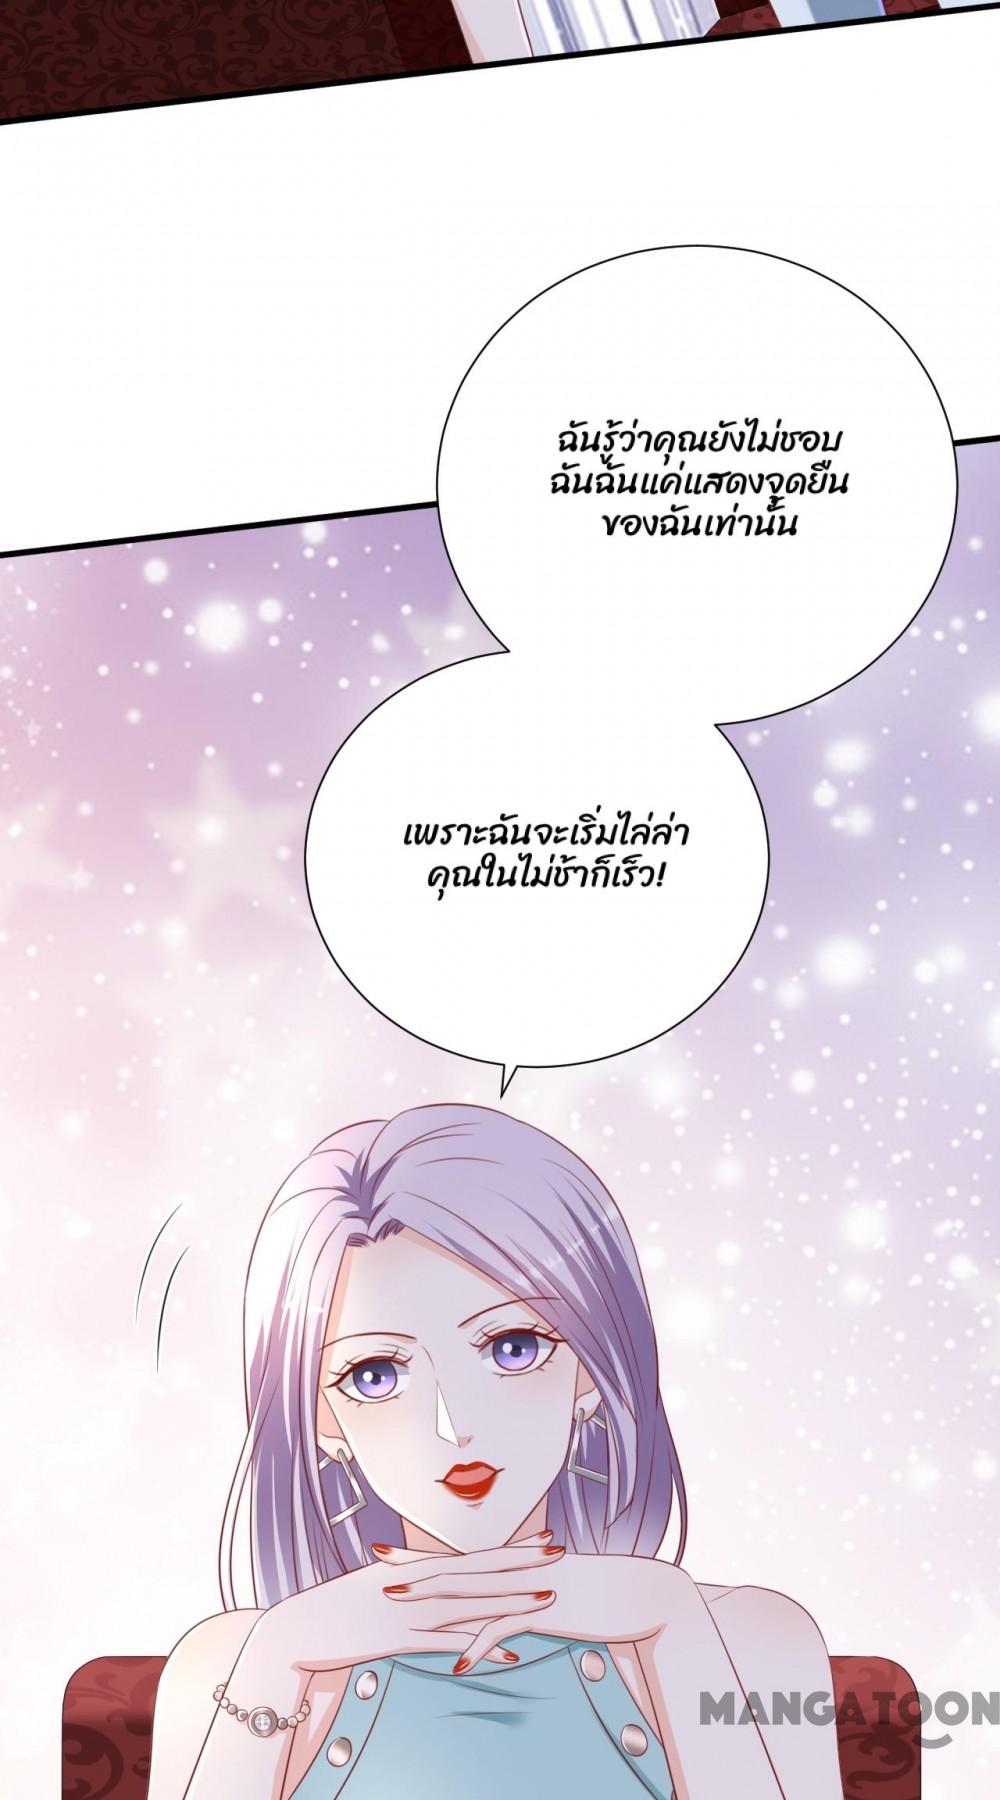 ฉันรู้ว่าคุณยังไม่ชอบ
ฉันฉันแค่แสดงจุดยืน
ของฉันเท่านั้น
เพราะฉันจะเริ่มไล่ล่า
คุณในไม่ช้าก็เร็ว!
MANGATOON